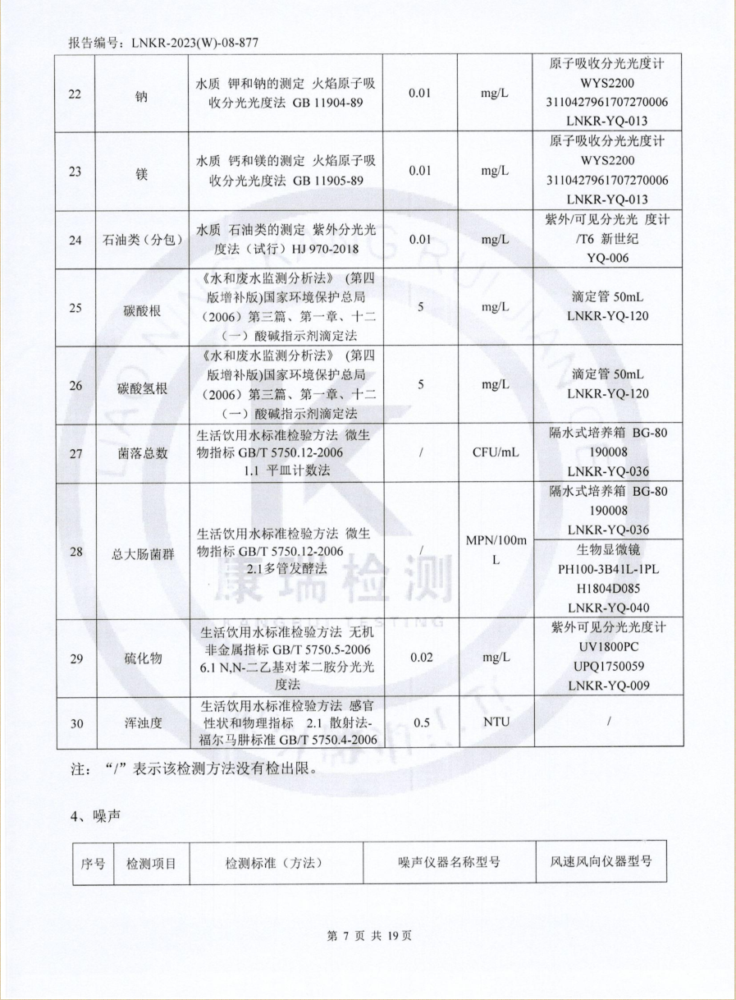 报告编号：LNKR-2023(W)-08-877
22
钠
水质 钾和钠的测定 火焰原子吸
收分光光度法 GB 11904-89
0.01
mg/L
原子吸收分光光度计
WYS2200
3110427961707270006
LNKR-YQ-013
23
镁
水质 钙和镁的测定 火焰原子吸
收分光光度法 GB 11905-89
0.01
mg/L
原子吸收分光光度计
WYS2200
3110427961707270006
LNKR-YQ-013
24
石油类（分包）
水质 石油类的测定 紫外分光光
度法（试行）HJ 970-2018
0.01
mg/L
紫外/可见分光光 度计
/T6 新世纪
YQ-006
25
碳酸根
《水和废水监测分析法》 (第四
版增补版)国家环境保护总局
（2006）第三篇、第一章、十二
（一）酸碱指示剂滴定法
5
mg/L
滴定管 50mL
LNKR-YQ-120
26
碳酸氢根
《水和废水监测分析法》 (第四
版增补版)国家环境保护总局
（2006）第三篇、第一章、十二
（一）酸碱指示剂滴定法
5
mg/L
滴定管 50mL
LNKR-YQ-120
27
菌落总数
生活饮用水标准检验方法 微生
物指标 GB/T 5750.12-2006
1.1 平皿计数法
/
CFU/mL
隔水式培养箱 BG-80
190008
LNKR-YQ-036
28
总大肠菌群
生活饮用水标准检验方法 微生
物指标 GB/T 5750.12-2006
2.1多管发酵法
/
MPN/100m
L
隔水式培养箱 BG-80
190008
LNKR-YQ-036
生物显微镜
PH100-3B41L-1PL
H1804D085
LNKR-YQ-040
29
硫化物
生活饮用水标准检验方法 无机
非金属指标 GB/T 5750.5-2006
6.1 N,N-二乙基对苯二胺分光光
度法
0.02
mg/L
紫外可见分光光度计
UV1800PC
UPQ1750059
LNKR-YQ-009
30
浑浊度
生活饮用水标准检验方法 感官
性状和物理指标 2.1 散射法-
福尔马肼标准 GB/T 5750.4-2006
0.5
NTU
/
康瑞检测
KANGRUI TESTING
注：“/”表示该检测方法没有检出限。
4、噪声
序号
检测项目
检测标准（方法）
噪声仪器名称型号
风速风向仪器型号
第 7 页 共 19页